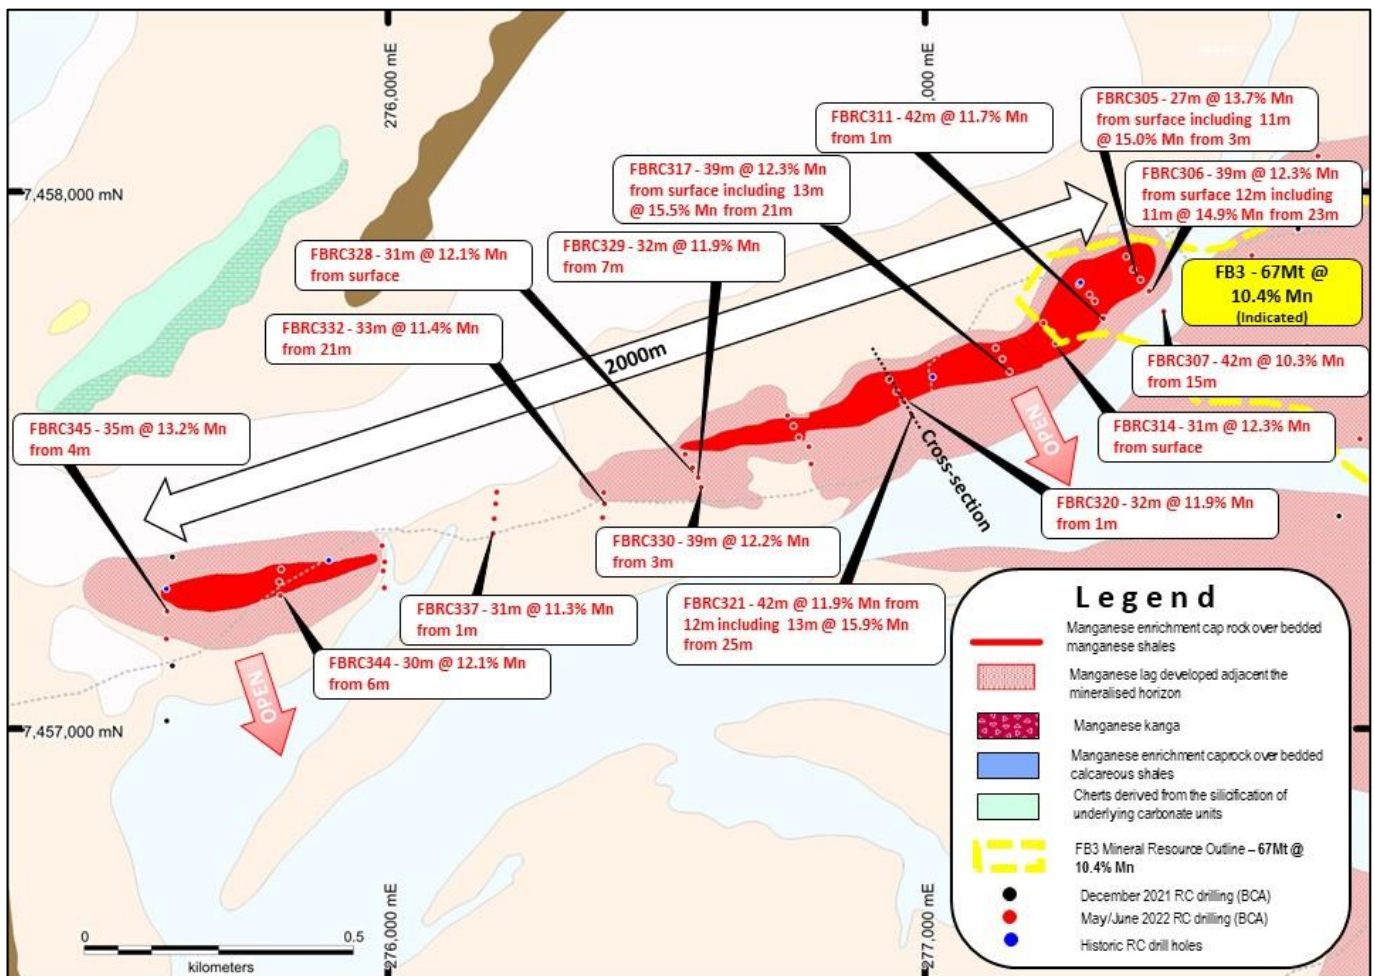 276,000 mE
,000 mE
7,458,000 mN
FBRC305 - 27m @ 13.7% Mn
from surface including 11m
@ 15.0% Mn from 3m
FBRC311 - 42m @ 11.7% Mn
from 1m
FBRC317 - 39m @ 12.3% Mn
from surface including 13m
@ 15.5% Mn from 21m
FBRC306 - 39m @ 12.3% Mn
from surface 12m including
11m @ 14.9% Mn from 23m
FBRC328 - 31m @ 12.1% Mn
from surface
FBRC329 - 32m @ 11.9% Mn
from 7m
FB3 - 67Mt @
10.4% Mn
(Indicated)
FBRC332 - 33m @ 11.4% Mn
from 21m
2000m
FBRC307 - 42m @ 10.3% Mn
from 15m
FBRC345 - 35m @ 13.2% Mn
from 4m
OPEN
FBRC314 - 31m @ 12.3% Mn
from surface
Cross-section
FBRC320 - 32m @ 11.9% Mn
from 1m
FBRC330 - 39m @ 12.2% Mn
from 3m
FBRC337 - 31m @ 11.3% Mn
from 1m
FBRC321 - 42m @ 11.9% Mn from
12m including 13m @ 15.9% Mn
from 25m
FBRC344 - 30m @ 12.1% Mn
from 6m
OPEN
7,457,000 mN
Legend
Manganese enrichment cap rock over bedded
manganese shales
Manganese lag developed adjacent the
mineralised horizon
Manganese kanga
Manganese enrichment caprock over bedded
calcareous shales
Cherts derived from the silicification of
underlying carbonate units
FB3 Mineral Resource Outline – 67Mt @
10.4% Mn
December 2021 RC drilling (BCA)
May/June 2022 RC drilling (BCA)
Historic RC drill holes
0
0.5
kilometers
276,000 mE
277,000 mE